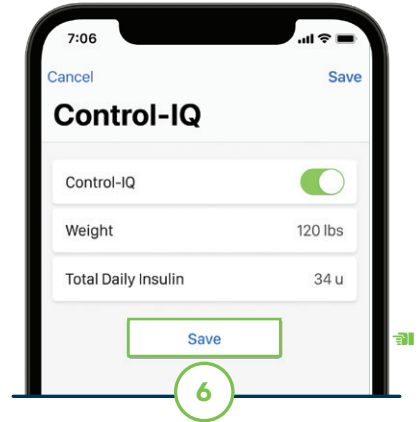 7:06
Cancel Save
Control-IQ
Control-IQ
Weight 120 lbs
Total Daily Insulin 34 u
Save
6